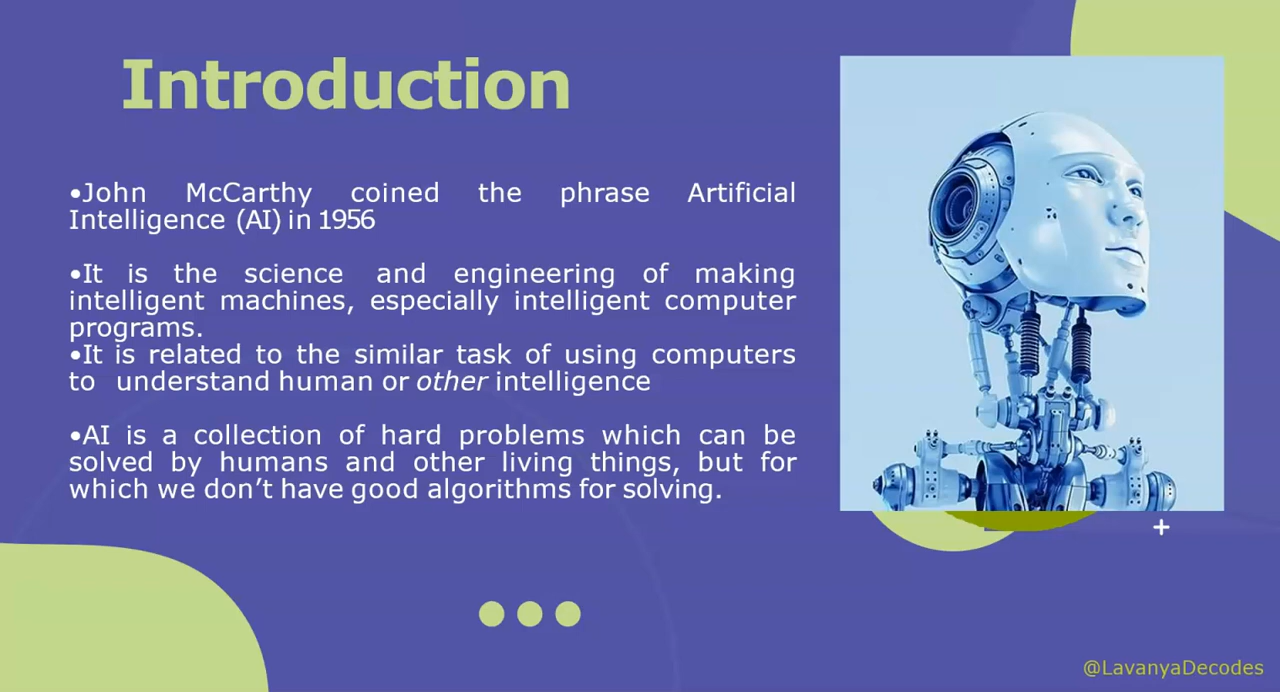 Introduction
•John McCarthy coined the phrase Artificial
Intelligence (AI) in 1956
•It is the science and engineering of making
intelligent machines, especially intelligent computer
programs.
•It is related to the similar task of using computers
to understand human or other intelligence
•AI is a collection of hard problems which can be
solved by humans and other living things, but for
which we don’t have good algorithms for solving.
@LavanyaDecodes